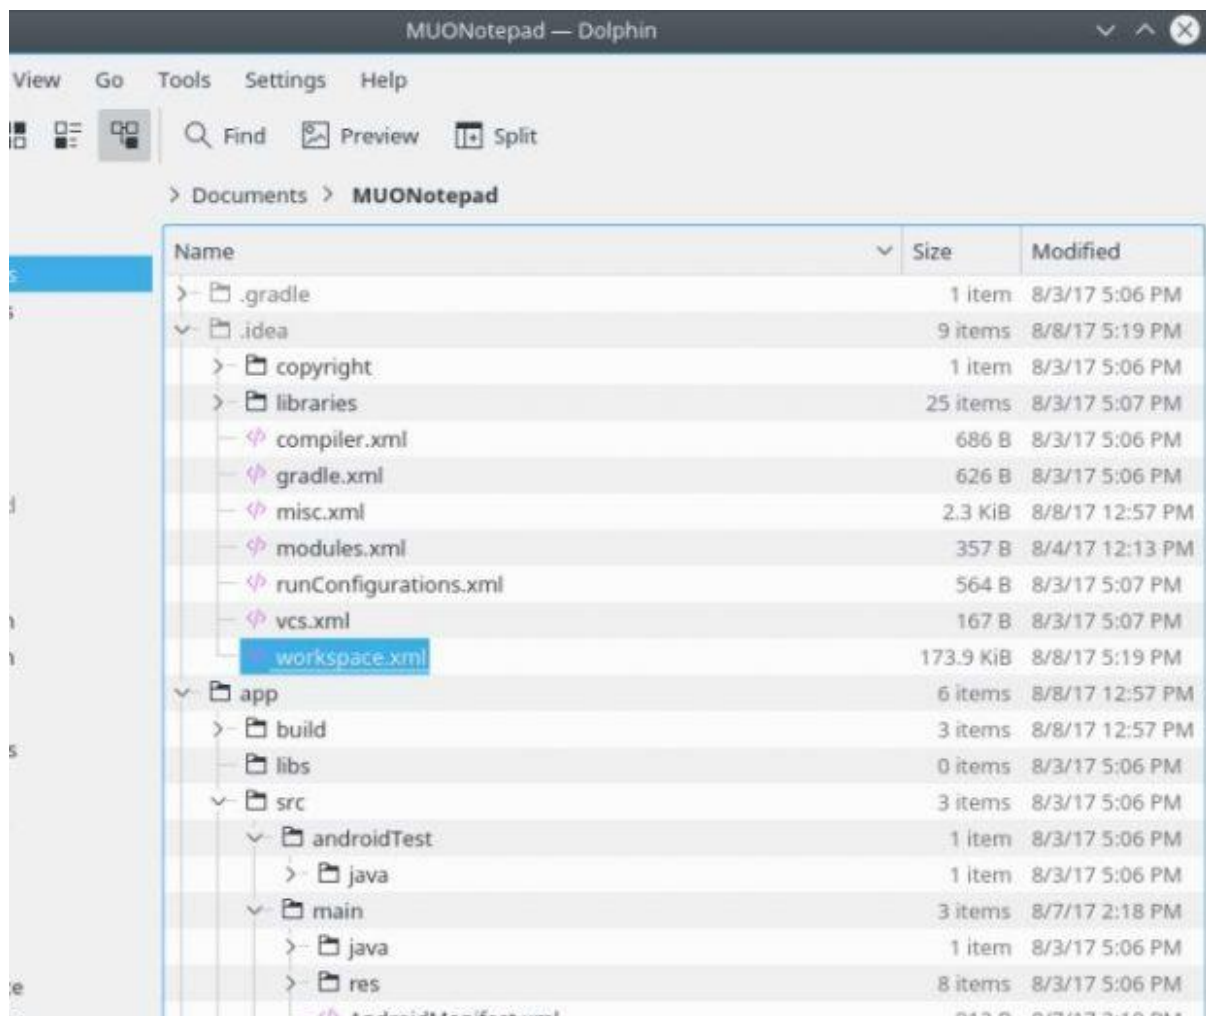 MUONotepad — Dolphin
View Go Tools Settings Help
Find Preview Split
> Documents > MUONotepad
Name Size Modified
.gradle 1 item 8/3/17 5:06 PM
.idea 9 items 8/8/17 5:19 PM
copyright 1 item 8/3/17 5:06 PM
libraries 25 items 8/3/17 5:07 PM
compiler.xml 686 B 8/3/17 5:06 PM
gradle.xml 626 B 8/3/17 5:06 PM
misc.xml 2.3 KiB 8/8/17 12:57 PM
modules.xml 357 B 8/4/17 12:13 PM
runConfigurations.xml 564 B 8/3/17 5:07 PM
vcs.xml 167 B 8/3/17 5:07 PM
workspace.xml 173.9 KiB 8/8/17 5:19 PM
app 6 items 8/8/17 12:57 PM
build 3 items 8/8/17 12:57 PM
libs 0 items 8/3/17 5:06 PM
src 3 items 8/3/17 5:06 PM
androidTest 1 item 8/3/17 5:06 PM
java 1 item 8/3/17 5:06 PM
main 3 items 8/7/17 2:18 PM
java 1 item 8/3/17 5:06 PM
res 8 items 8/3/17 5:06 PM
AndroidManifest.xml